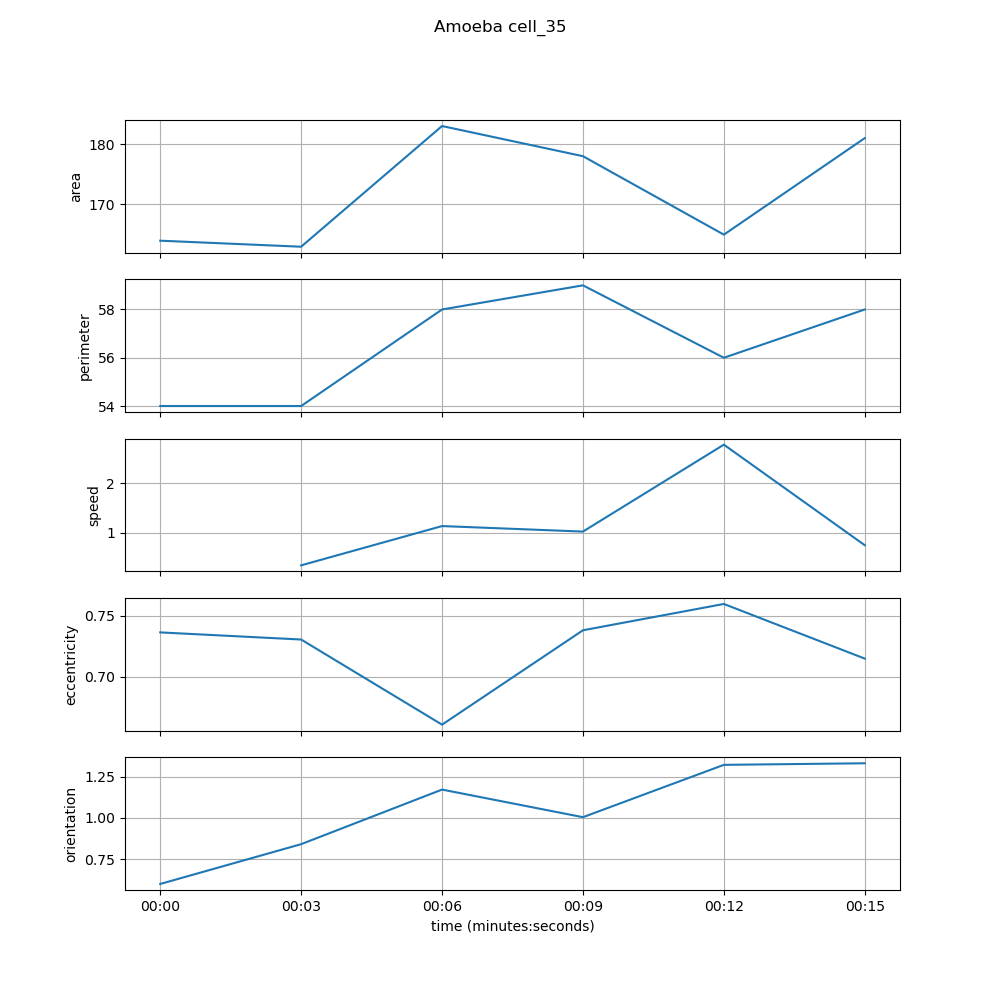 Amoeba cell_35
180
170
area
58
56
54
perimeter
2
1
speed
0.75
0.70
eccentricity
1.25
1.00
0.75
orientation
00:00 00:03 00:06 00:09 00:12 00:15
time (minutes:seconds)